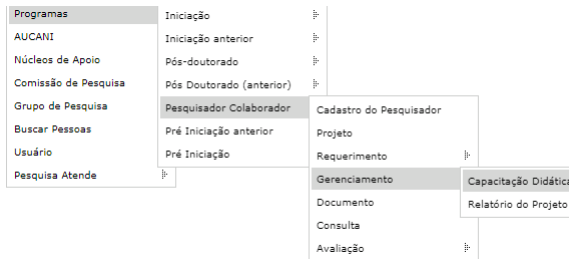 Programas
AUCANI
Núcleos de Apoio
Comissão de Pesquisa
Grupo de Pesquisa
Buscar Pessoas
Usuário
Pesquisa Atende
Iniciação
Iniciação anterior
Pós-doutorado
Pós Doutorado (anterior)
Pesquisador Colaborador
Pré Iniciação anterior
Pré Iniciação
Cadastro do Pesquisador
Projeto
Requerimento
Gerenciamento
Documento
Consulta
Avaliação
Capacitação Didática
Relatório do Projeto